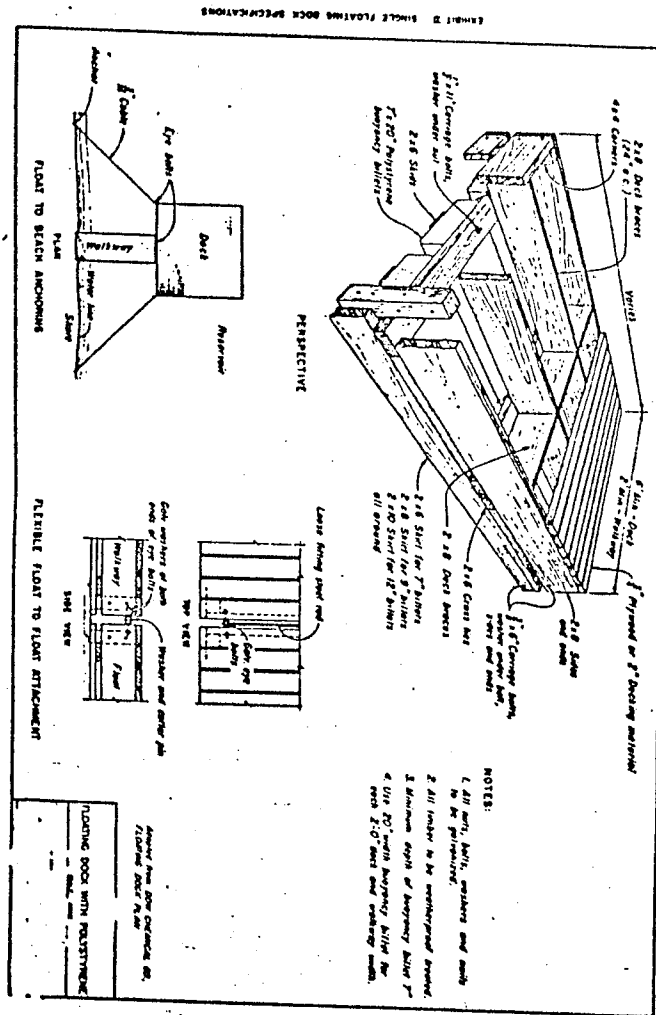 EXHIBIT D SINGLE FLOATING DOCK SPECIFICATIONS
2x8 Deck braces
(24" o.c.)
4x4 Corners
Varies
6' Min - Dock
2' Min - Walkway
" Plywood or 2" Decking material
2x8 Sides
and ends
" Carriage bolts,
washer under nut,
sides and ends
2x6 Cross ties
2x8 Deck braces
2x6 Skirt for 7" billets
2x8 Skirt for 9" billets
2x10 Skirt for 12" billets
all around
Carriage bolts,
washer under nut
2x6 Skirt
7"x20" Polystyrene
buoyancy billets
PERSPECTIVE
NOTES:
1. All nuts, bolts, washers and nails
to be galvanized.
2. All timber to be weatherproof treated.
3. Minimum depth of buoyancy billet 7"
4. Use 20" width buoyancy billet for
each 2'-0" dock and walkway width.
Anchor
Cable
Eye bolts
Walkway
Dock
Reservoir
Water line
Shore
PLAN
FLOAT TO BEACH ANCHORING
Loose fitting steel rod
Galv. eye
bolts
TOP VIEW
Galv. washers at both
ends of eye bolts
Washer and cotter pin
Walkway
Float
SIDE VIEW
FLEXIBLE FLOAT TO FLOAT ATTACHMENT
Adapted from DOW CHEMICAL CO.
FLOATING DOCK PLAN
FLOATING DOCK WITH POLYSTYRENE